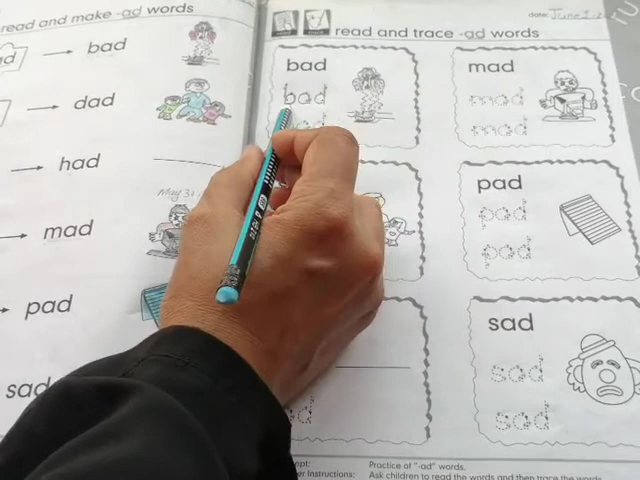 read and make -ad words
bad
dad
had
May 31
mad
pad
sad
date: June 1
read and trace -ad words
bad
bad
mad
mad
mad
pad
pad
pad
sad
sad
sad
Practice of "-ad" words.
Instructions: Ask children to read the words and then trace the words